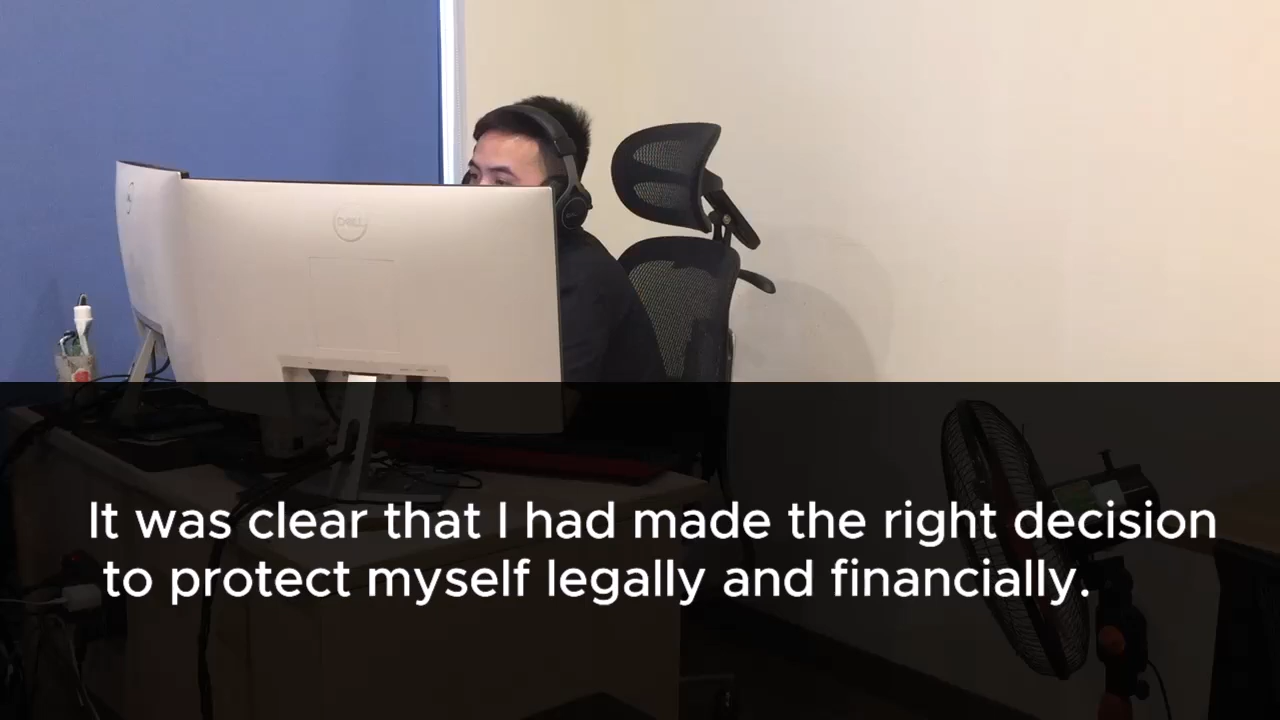 DELL
It was clear that I had made the right decision
to protect myself legally and financially.